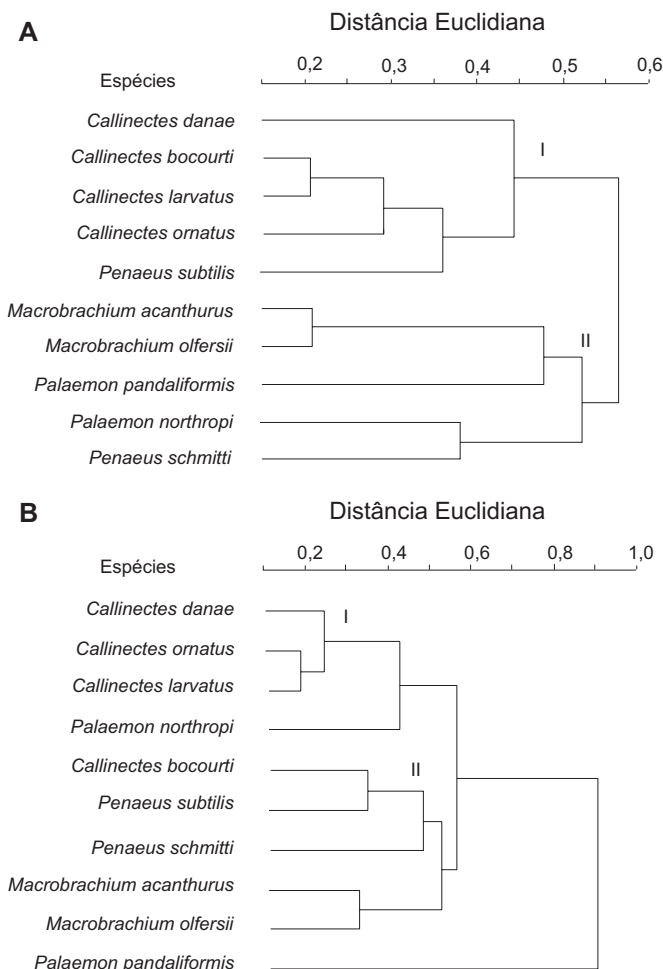 A
Distância Euclidiana
0,2 0,3 0,4 0,5 0,6
Espécies
Callinectes danae
I
Callinectes bocourti
Callinectes larvatus
Callinectes ornatus
Penaeus subtilis
Macrobrachium acanthurus
Macrobrachium olfersii
II
Palaemon pandaliformis
Palaemon northropi
Penaeus schmitti
B
Distância Euclidiana
0,2 0,4 0,6 0,8 1,0
Espécies
Callinectes danae
I
Callinectes ornatus
Callinectes larvatus
Palaemon northropi
Callinectes bocourti
II
Penaeus subtilis
Penaeus schmitti
Macrobrachium acanthurus
Macrobrachium olfersii
Palaemon pandaliformis